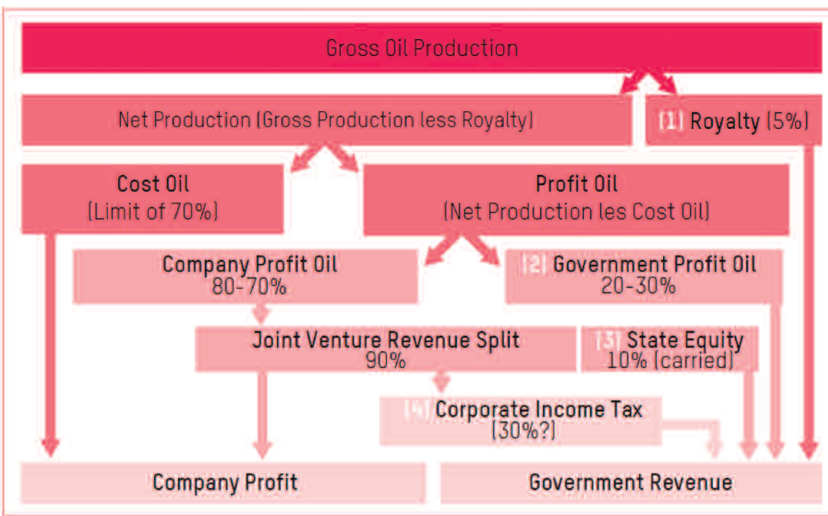 Gross Oil Production
Net Production (Gross Production less Royalty)
(1) Royalty (5%)
Cost Oil
(Limit of 70%)
Profit Oil
(Net Production les Cost Oil)
Company Profit Oil
80-70%
(2) Government Profit Oil
20-30%
Joint Venture Revenue Split
90%
(3) State Equity
10% (carried)
(4) Corporate Income Tax
(30%?)
Company Profit
Government Revenue